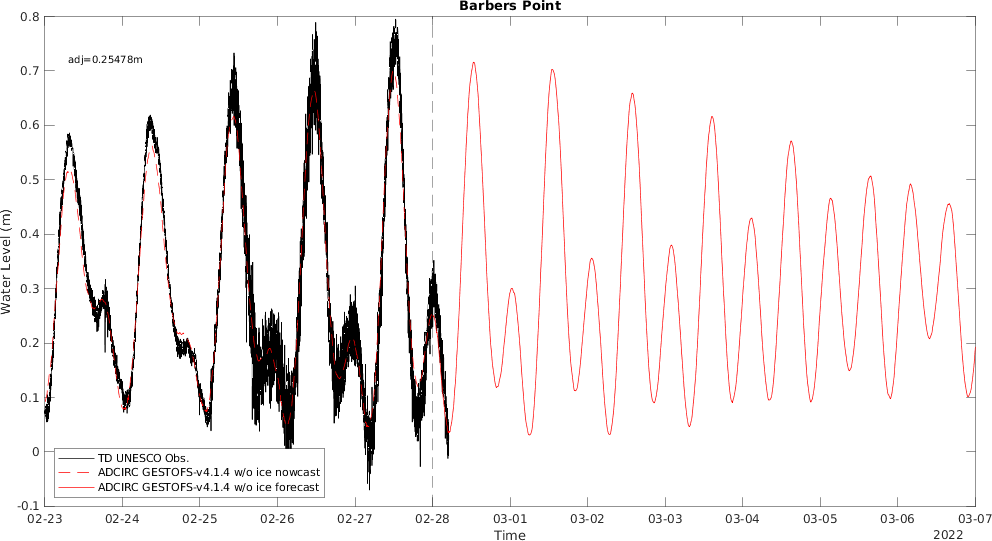 Barbers Point
adj=0.25478m
0.8
0.7
0.6
0.5
0.4
0.3
0.2
0.1
0
-0.1
Water Level (m)
TD UNESCO Obs.
ADCIRC GESTOFS-v4.1.4 w/o ice nowcast
ADCIRC GESTOFS-v4.1.4 w/o ice forecast
02-23 02-24 02-25 02-26 02-27 02-28 03-01 03-02 03-03 03-04 03-05 03-06 03-07
Time
2022